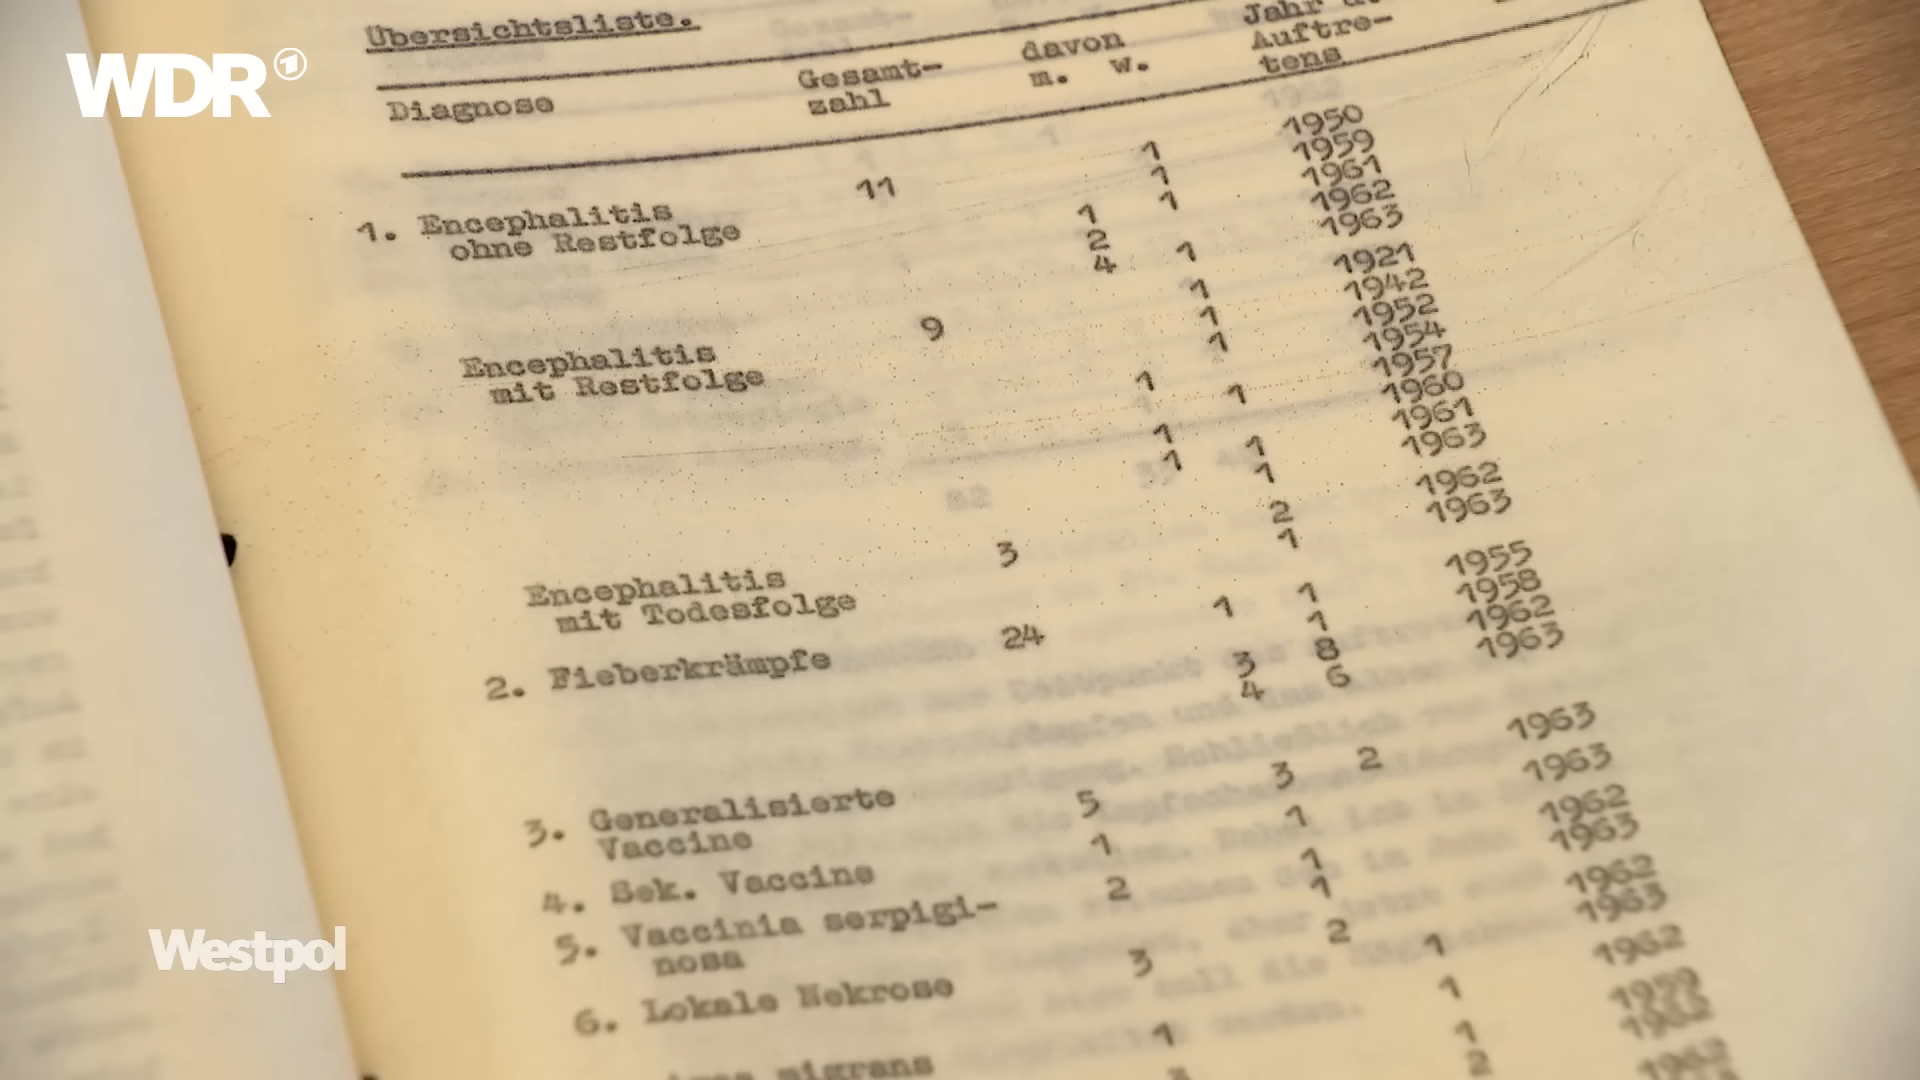 WDR
Übersichtsliste.
Diagnose Gesamt- davon Jahr
zahl m. w. Auftre-
tens
1. Encephalitis 11 1 1950
ohne Restfolge 1 1959
1 1 1961
2 1962
4 1 1963
Encephalitis 9 1 1921
mit Restfolge 1 1942
1 1952
1 1954
1 1957
1 1960
1 1 1961
1 1963
Encephalitis 3 2 1962
mit Todesfolge 1 1963
2. Fieberkrämpfe 24 1 1 1955
1 1958
3 8 1962
4 6 1963
3. Generalisierte 5 3 2 1963
Vaccine
4. Sek. Vaccine 1 1 1963
5. Vaccinia serpigi- 2 1 1962
nosa 1 1963
6. Lokale Nekrose 3 2 1962
1 1963
migrans 1 1 1962
1 1959
2
Westpol